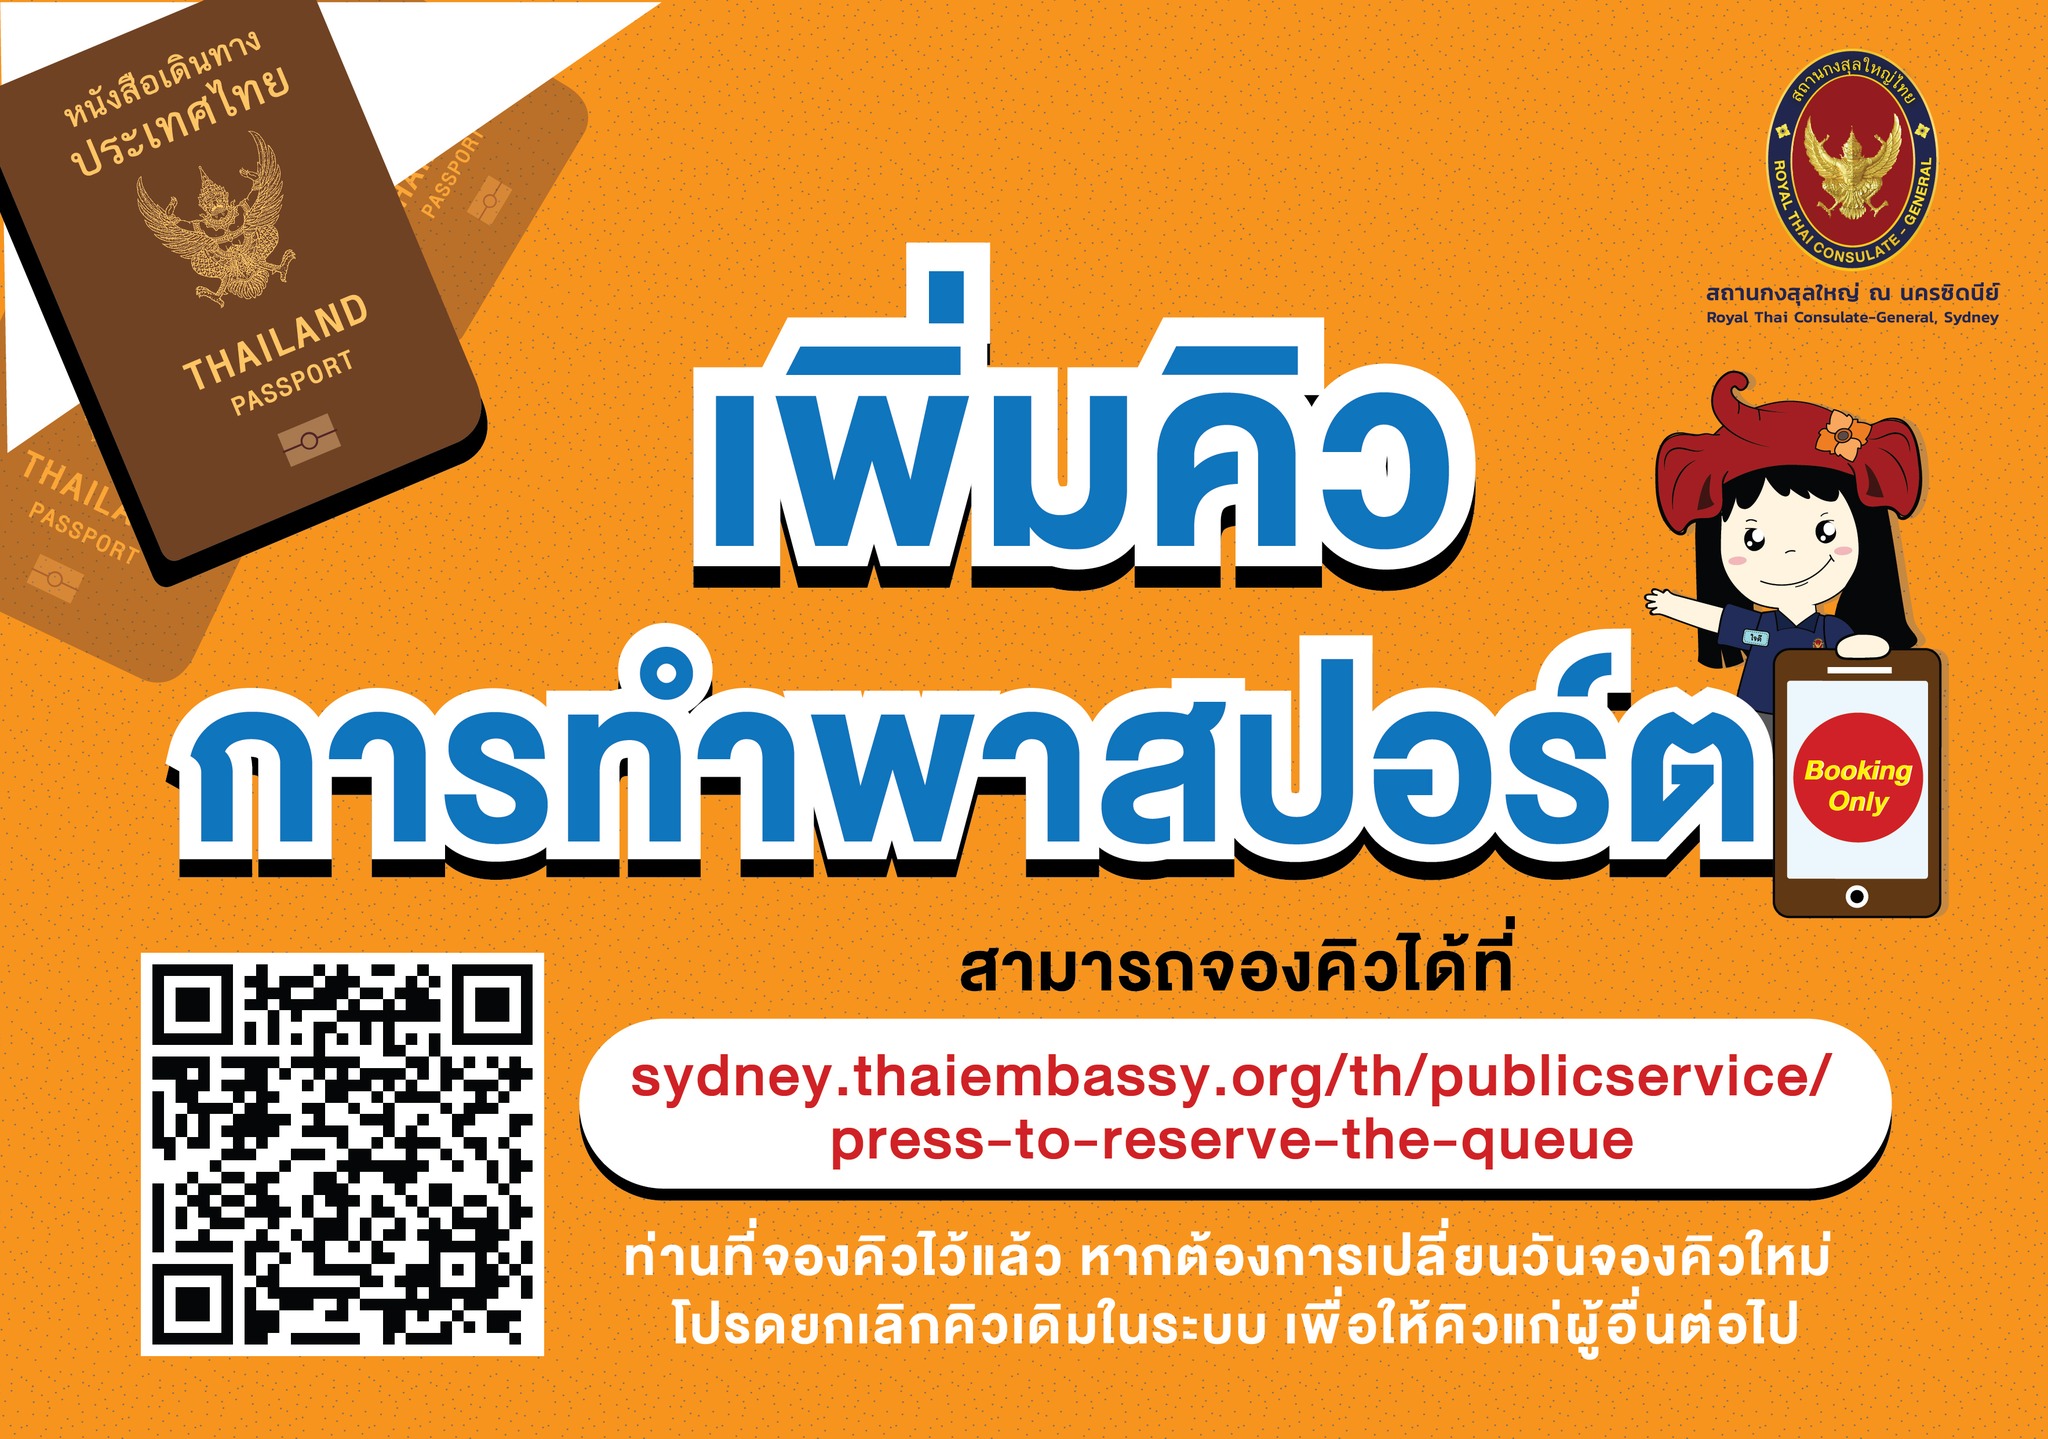 หนังสือเดินทาง
ประเทศไทย
THAILAND
PASSPORT
PASSPORT
PASSPORT
สถานกงสุลใหญ่ไทย
ROYAL THAI CONSULATE - GENERAL
สถานกงสุลใหญ่ ณ นครซิดนีย์
Royal Thai Consulate-General, Sydney
เพิ่มคิว
การทำพาสปอร์ต
ใจดี
Booking
Only
สามารถจองคิวได้ที่
sydney.thaiembassy.org/th/publicservice/
press-to-reserve-the-queue
ท่านที่จองคิวไว้แล้ว หากต้องการเปลี่ยนวันจองคิวใหม่
โปรดยกเลิกคิวเดิมในระบบ เพื่อให้คิวแก่ผู้อื่นต่อไป